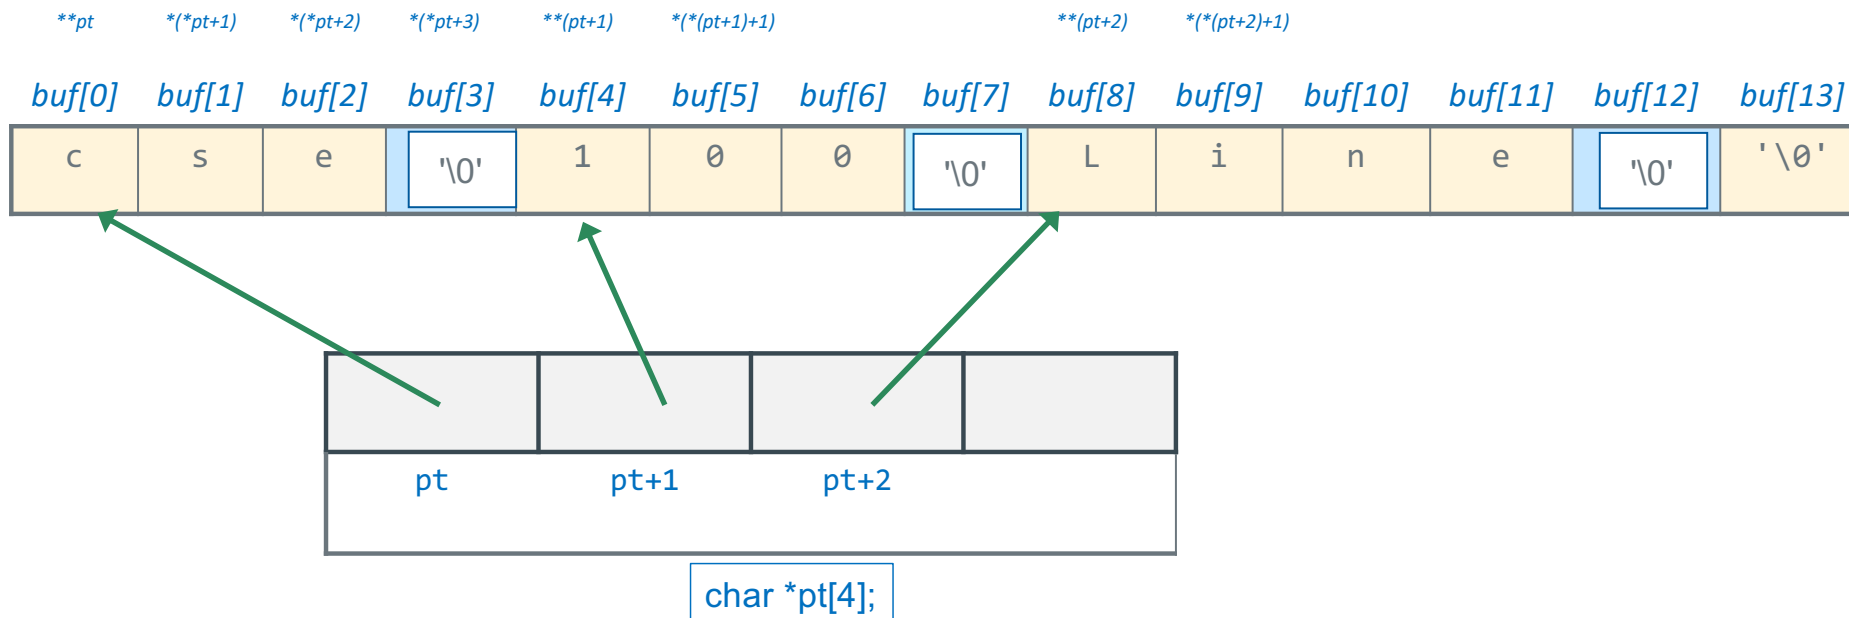 **pt *(*pt+1) *(*pt+2) *(*pt+3) **(pt+1) *(*(pt+1)+1) **(pt+2) *(*(pt+2)+1)
buf[0] buf[1] buf[2] buf[3] buf[4] buf[5] buf[6] buf[7] buf[8] buf[9] buf[10] buf[11] buf[12] buf[13]
c s e '\0' 1 0 0 '\0' L i n e '\0' '\0'
pt pt+1 pt+2
char *pt[4];